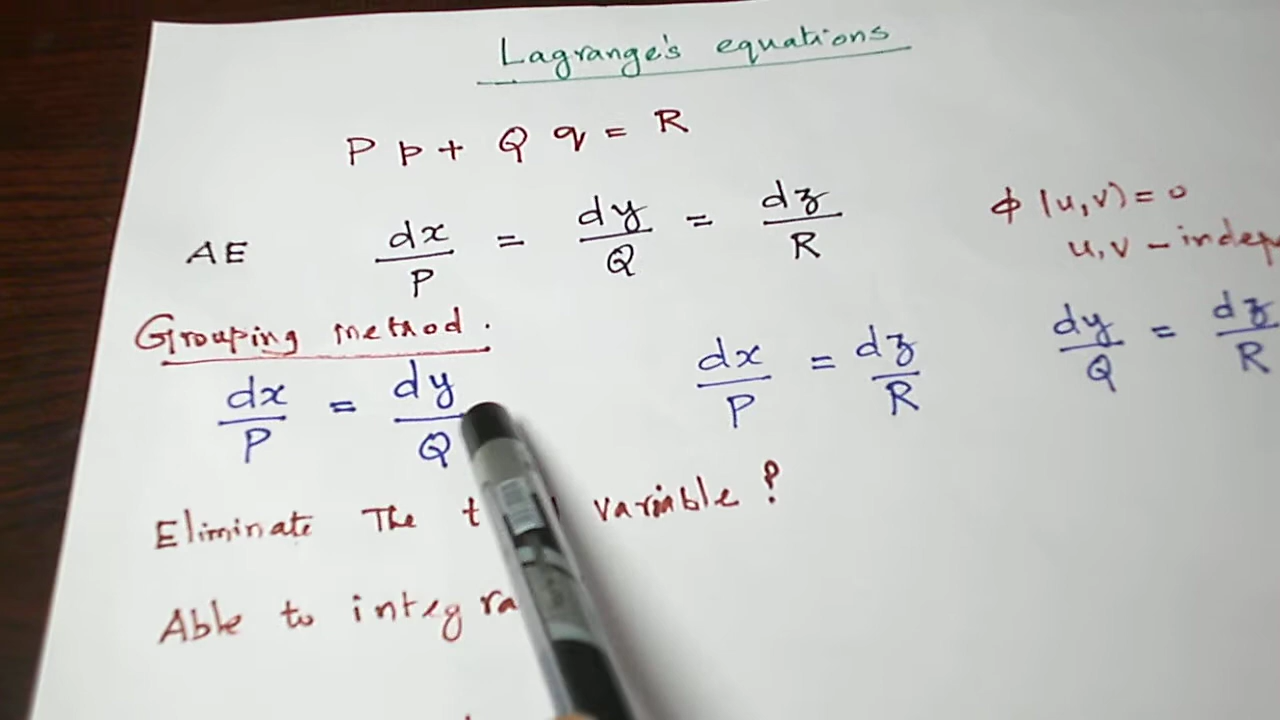 Lagrange's equations
P p + Q q = R
AE dx/P = dy/Q = dz/R
ϕ (u,v) = 0
u,v - indep
Grouping method.
dx/P = dy/Q dx/P = dz/R dy/Q = dz/R
Eliminate The variable ?
Able to